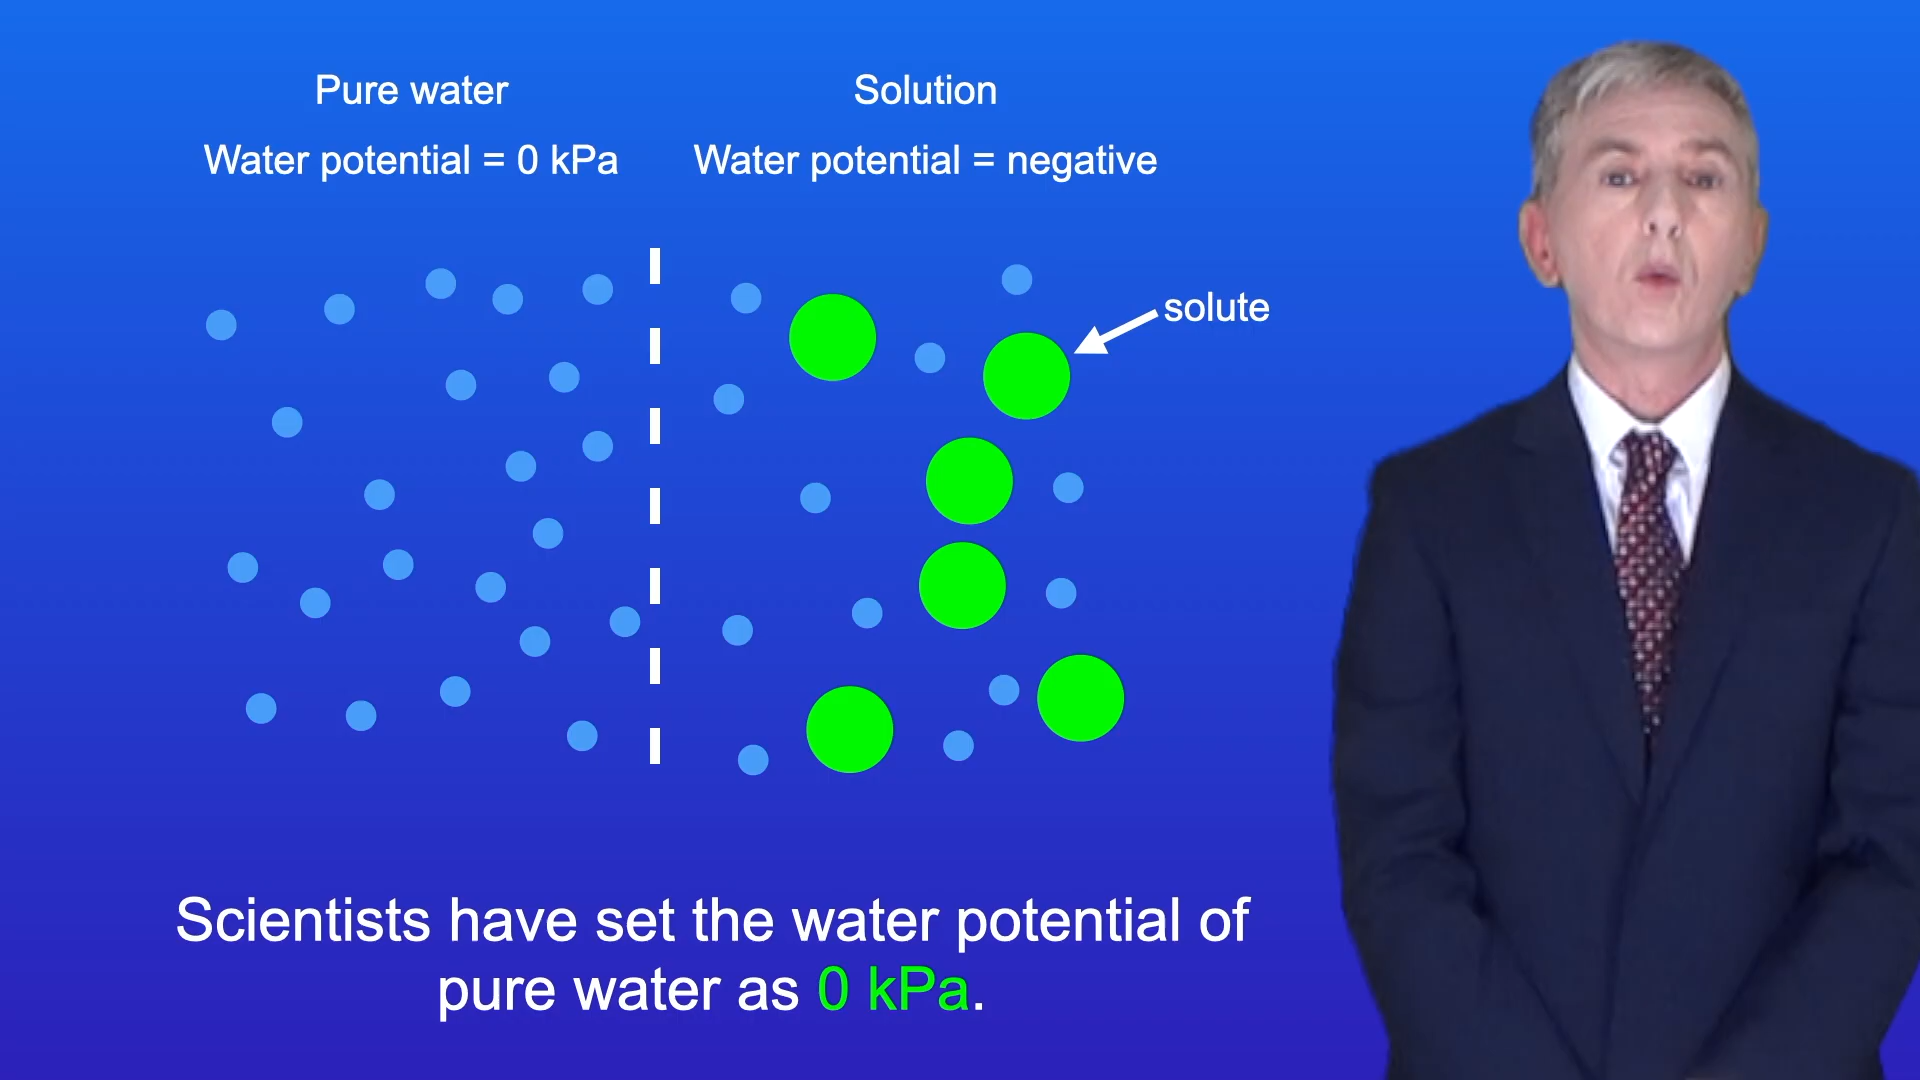 Pure water
Solution
Water potential = 0 kPa
Water potential = negative
solute
Scientists have set the water potential of
pure water as 0 kPa.